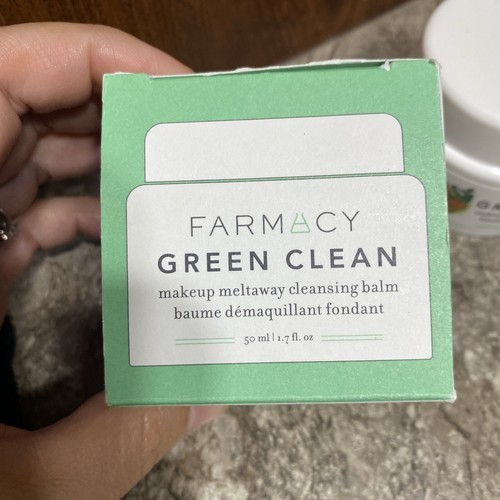 FARMACY
GREEN CLEAN
makeup meltaway cleansing balm
baume démaquillant fondant
50 ml | 1.7 fl. oz